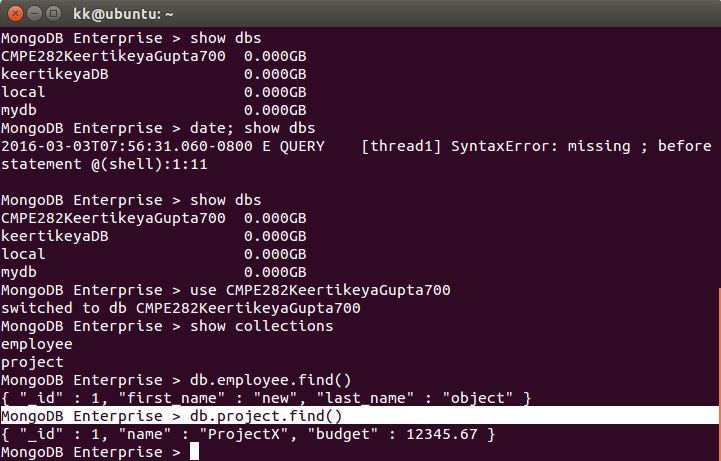 kk@ubuntu: ~
MongoDB Enterprise > show dbs
CMPE282KeertikeyaGupta700  0.000GB
keertikeyaDB               0.000GB
local                      0.000GB
mydb                       0.000GB
MongoDB Enterprise > date; show dbs
2016-03-03T07:56:31.060-0800 E QUERY    [thread1] SyntaxError: missing ; before
statement @(shell):1:11
MongoDB Enterprise > show dbs
CMPE282KeertikeyaGupta700  0.000GB
keertikeyaDB               0.000GB
local                      0.000GB
mydb                       0.000GB
MongoDB Enterprise > use CMPE282KeertikeyaGupta700
switched to db CMPE282KeertikeyaGupta700
MongoDB Enterprise > show collections
employee
project
MongoDB Enterprise > db.employee.find()
{ "_id" : 1, "first_name" : "new", "last_name" : "object" }
MongoDB Enterprise > db.project.find()
{ "_id" : 1, "name" : "ProjectX", "budget" : 12345.67 }
MongoDB Enterprise >